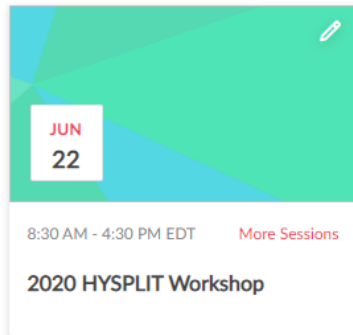 JUN
22
8:30 AM - 4:30 PM EDT More Sessions
2020 HYSPLIT Workshop